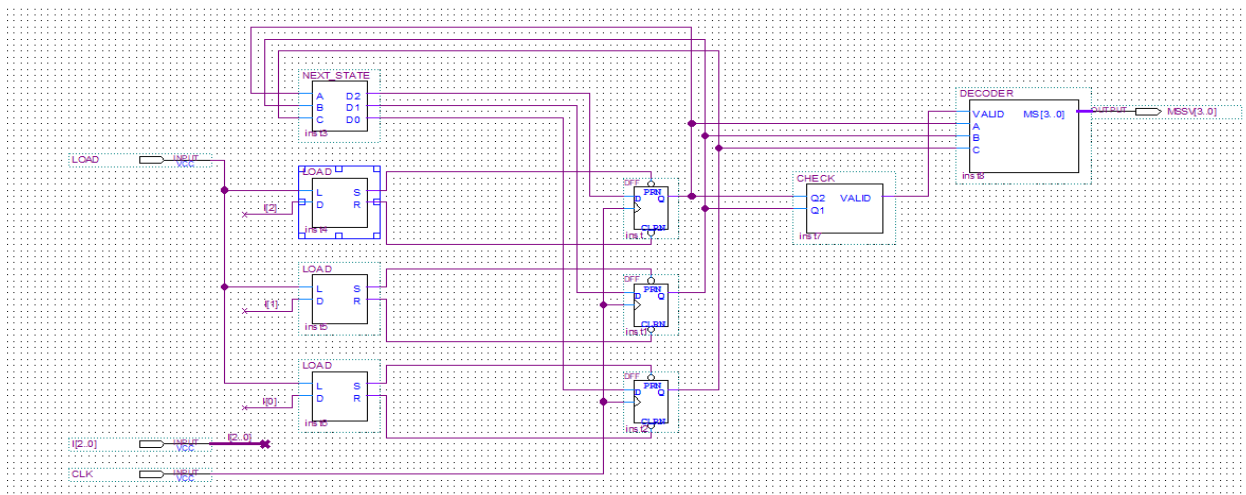 NEXT_STATE
A D2
B D1
C D0
inst3
DECODER
VALID MS[3..0]
A
B
C
inst8
OUTPUT MSSV[3..0]
LOAD INPUT VCC
LOAD
L S
D R
I[2]
inst4
DFF
PRN
D Q
CLRN
inst
CHECK
Q2 VALID
Q1
inst7
LOAD
L S
D R
I[1]
inst5
DFF
PRN
D Q
CLRN
inst1
LOAD
L S
D R
I[0]
inst6
DFF
PRN
D Q
CLRN
inst2
I[2..0] INPUT VCC I[2..0]
CLK INPUT VCC